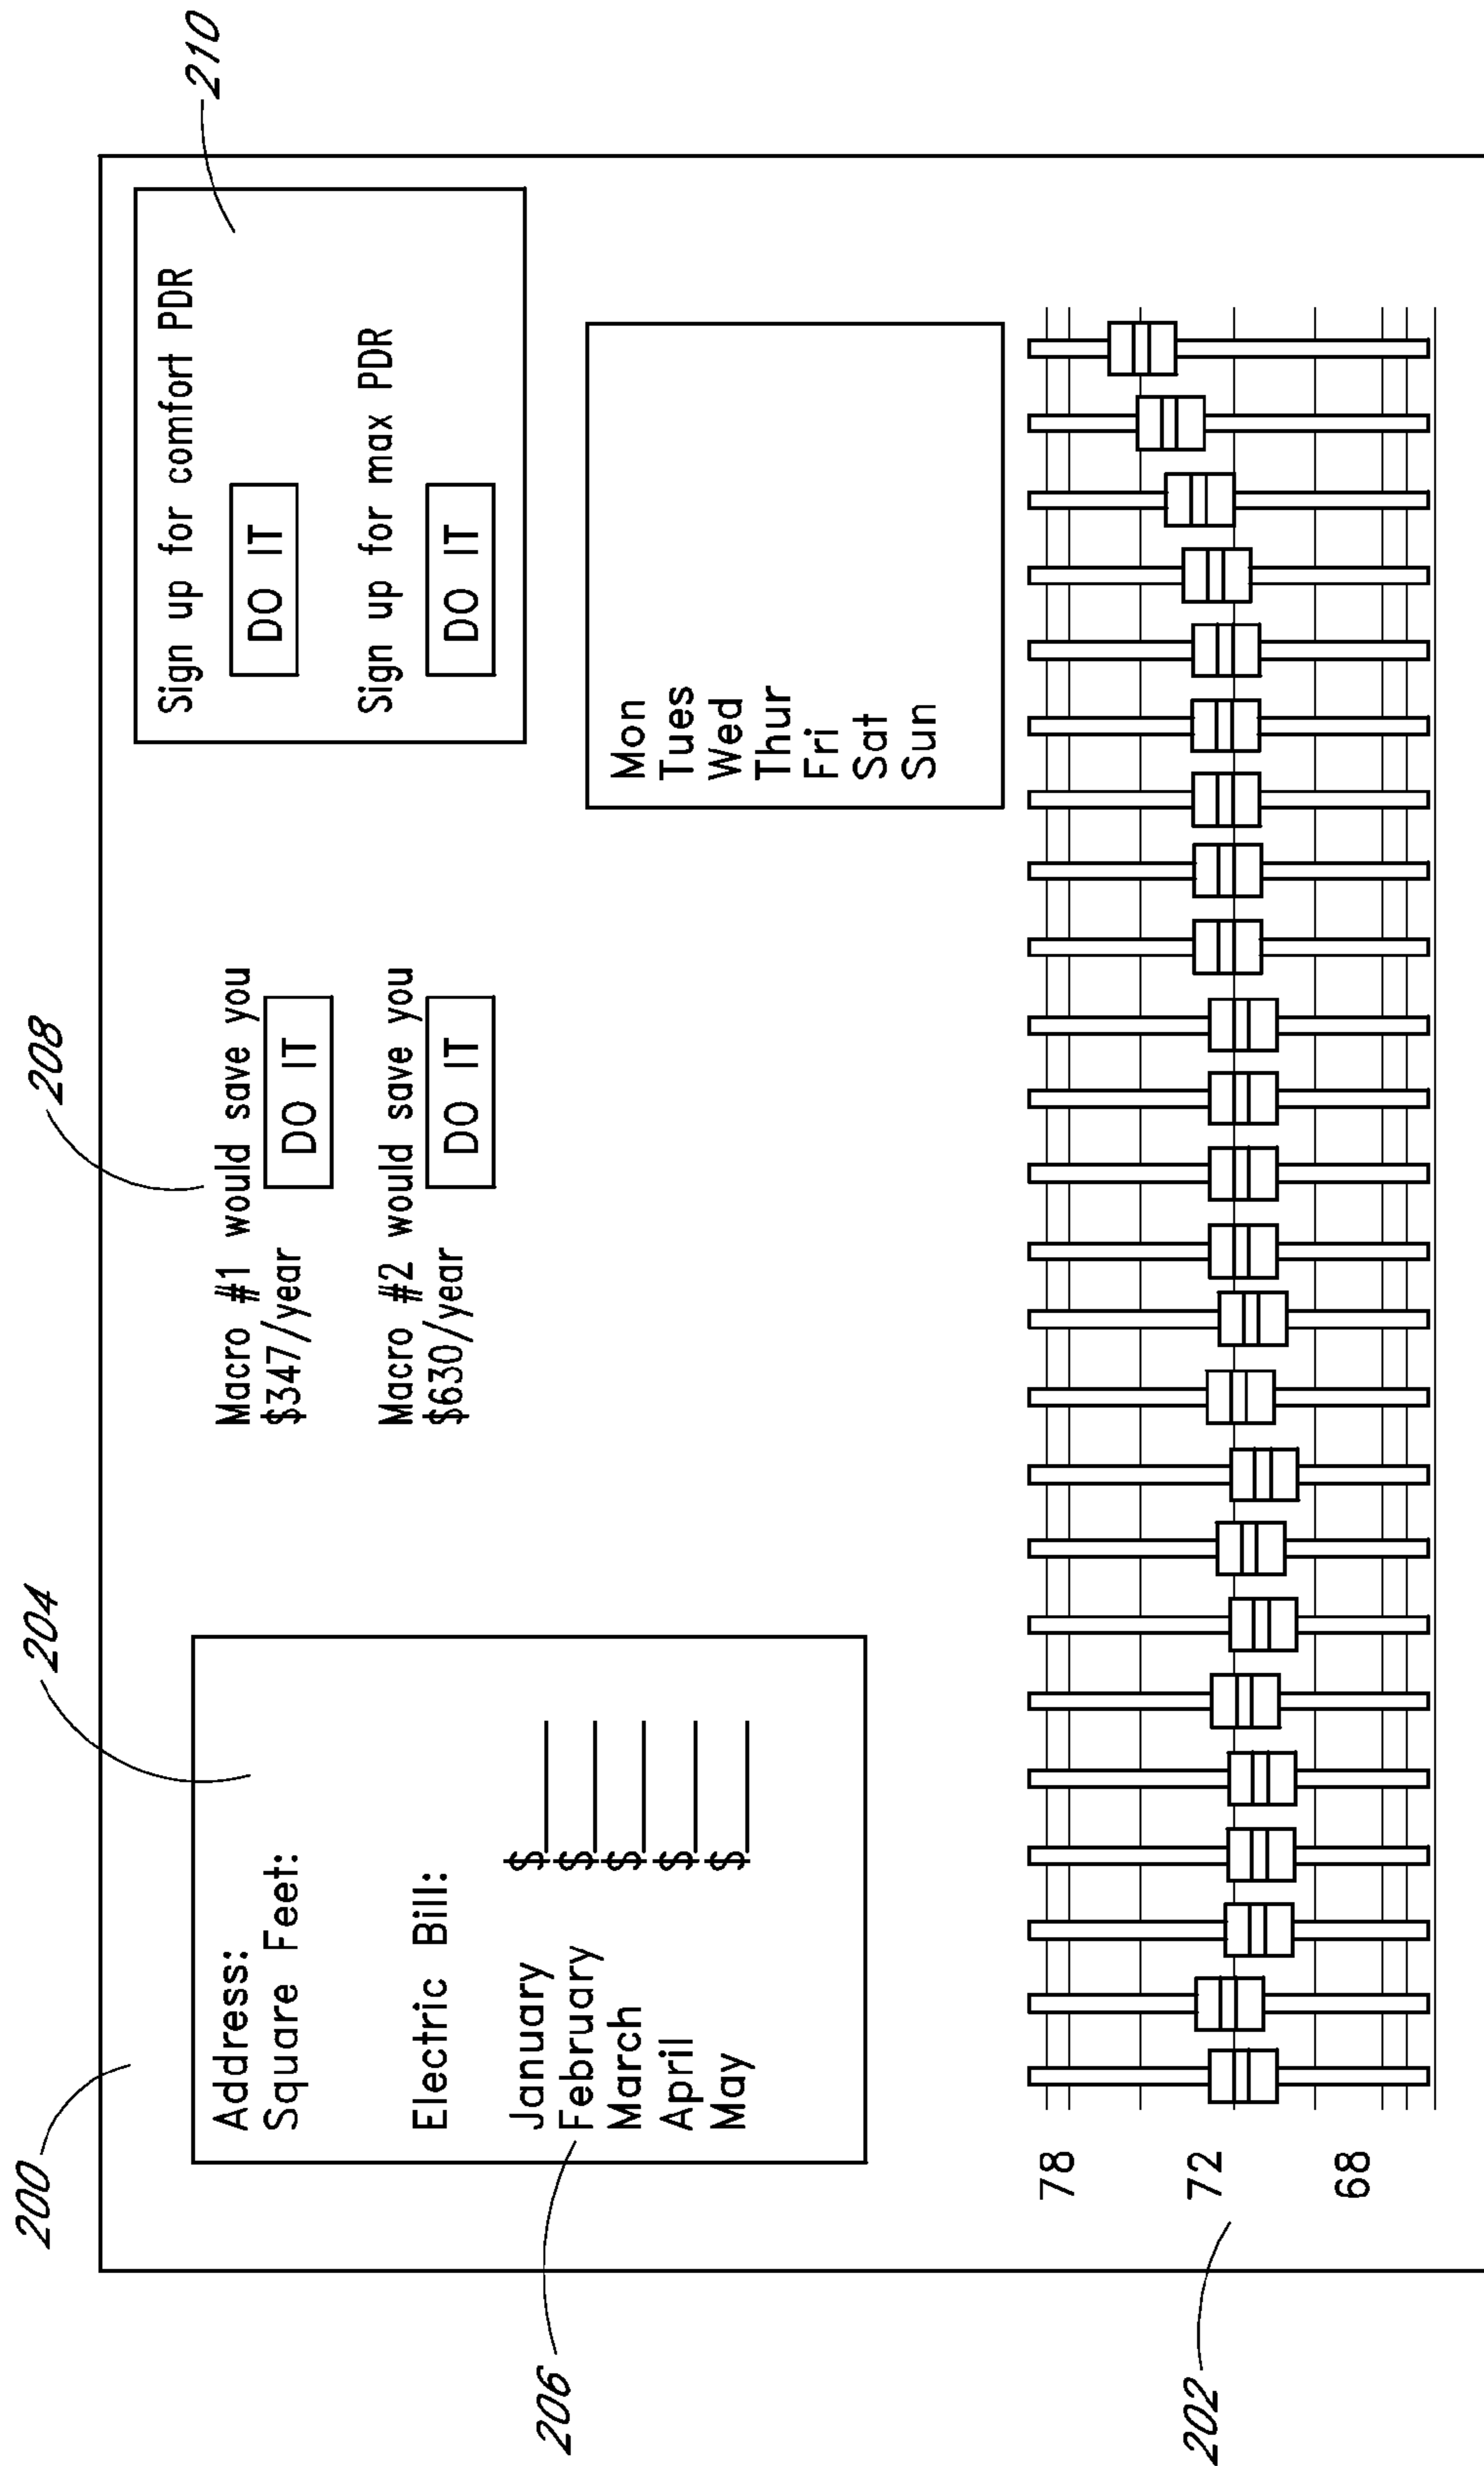 200
204
208
210
Address:
Square Feet:
Electric Bill:
January $
February $
March $
April $
May $
206
Macro #1 would save you
$347/year
DO IT
Macro #2 would save you
$630/year
DO IT
Sign up for comfort PDR
DO IT
Sign up for max PDR
DO IT
Mon
Tues
Wed
Thur
Fri
Sat
Sun
78
72
68
202